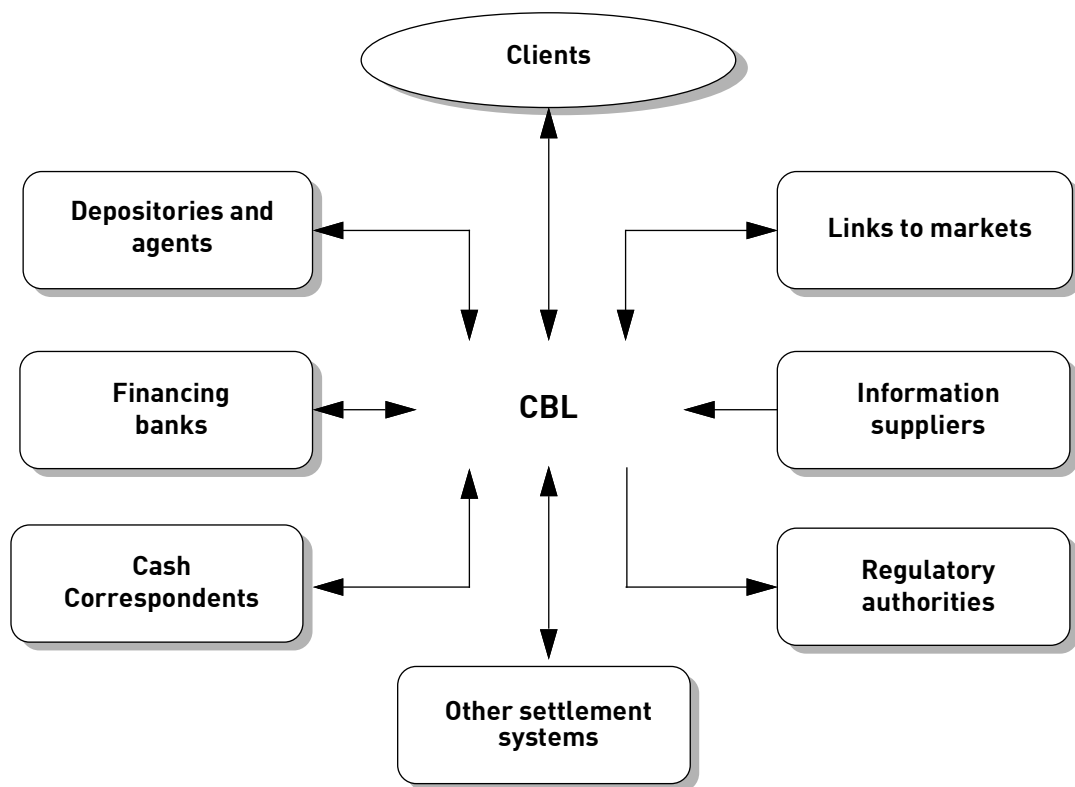 Clients
Depositories and
agents
Links to markets
Financing
banks
CBL
Information
suppliers
Cash
Correspondents
Regulatory
authorities
Other settlement
systems